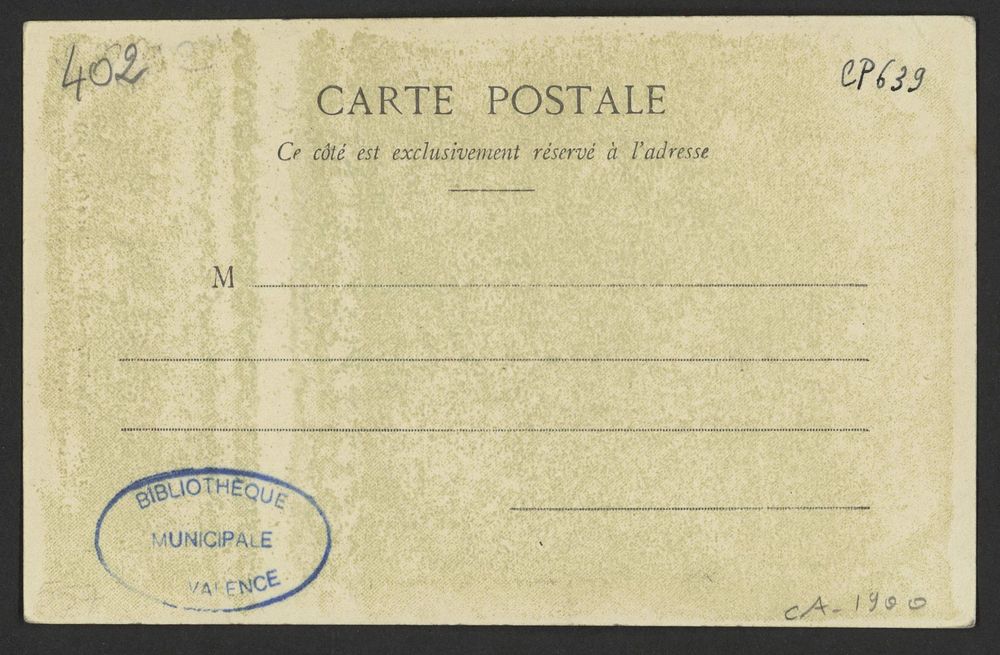 402
CP639
CARTE POSTALE
Ce côté est exclusivement réservé à l'adresse
M
BIBLIOTHÈQUE
MUNICIPALE
VALENCE
CA-1900